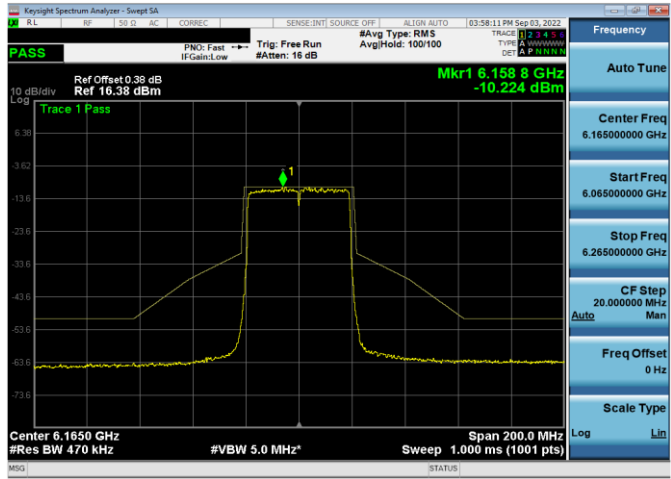 Keysight Spectrum Analyzer - Swept SA
RL RF 50 Ω AC CORREC SENSE:INT SOURCE OFF ALIGN AUTO 03:58:11 PM Sep 03, 2022
#Avg Type: RMS TRACE 1 2 3 4 5 6
PNO: Fast Trig: Free Run Avg|Hold: 100/100 TYPE A WWWWW
PASS IFGain:Low #Atten: 16 dB DET A P N N N N
Mkr1 6.158 8 GHz
Ref Offset 0.38 dB
10 dB/div Ref 16.38 dBm -10.224 dBm
Log
Trace 1 Pass
1
6.38
-3.62
-13.6
-23.6
-33.6
-43.6
-53.6
-63.6
-73.6
Center 6.1650 GHz Span 200.0 MHz
#Res BW 470 kHz #VBW 5.0 MHz* Sweep 1.000 ms (1001 pts)
MSG STATUS
Frequency
Auto Tune
Center Freq
6.165000000 GHz
Start Freq
6.065000000 GHz
Stop Freq
6.265000000 GHz
CF Step
20.000000 MHz
Auto Man
Freq Offset
0 Hz
Scale Type
Log Lin